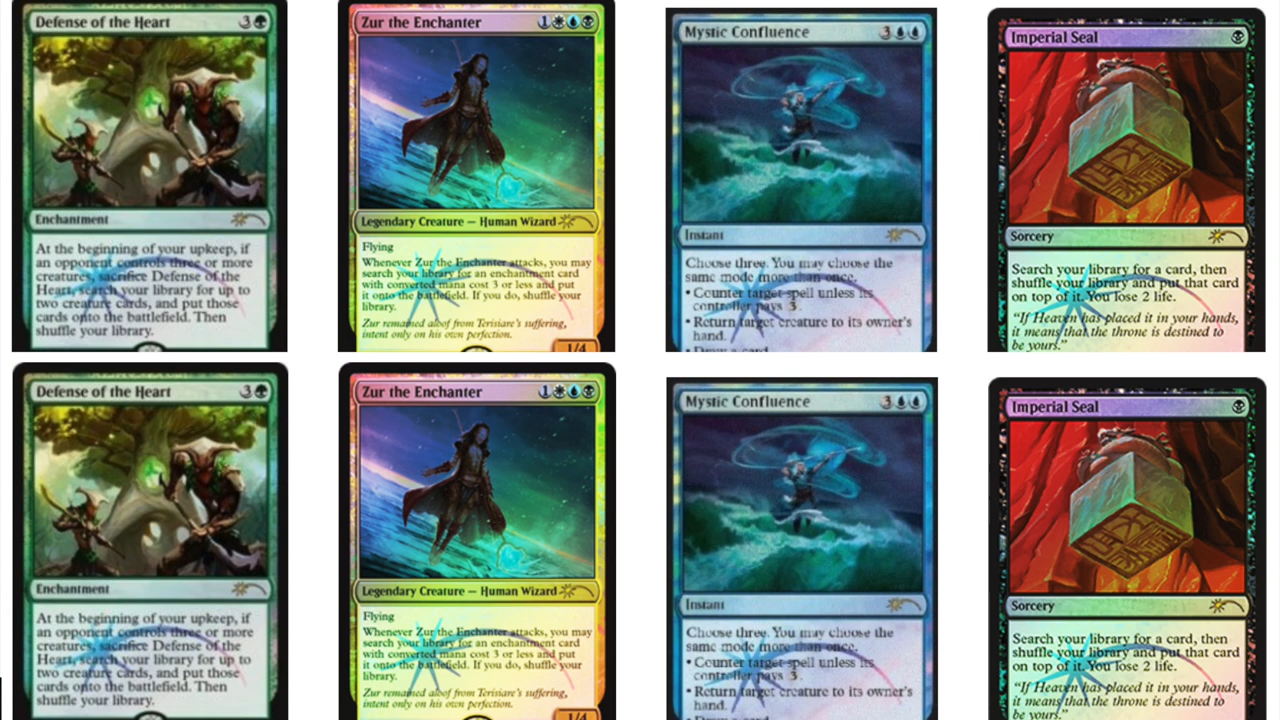 Defense of the Heart 3
Enchantment
At the beginning of your upkeep, if
an opponent controls three or more
creatures, sacrifice Defense of the
Heart, search your library for up to
two creature cards, and put those
cards onto the battlefield. Then
shuffle your library.
Zur the Enchanter 1
Legendary Creature — Human Wizard
Flying
Whenever Zur the Enchanter attacks, you may
search your library for an enchantment card
with converted mana cost 3 or less and put
it onto the battlefield. If you do, shuffle your
library.
Zur remained aloof from Terisiare's suffering,
intent only on his own perfection.
1/4
Mystic Confluence 3
Instant
Choose three. You may choose the
same mode more than once.
• Counter target spell unless its
controller pays 3.
• Return target creature to its owner's
hand.
• Draw a card.
Imperial Seal
Sorcery
Search your library for a card, then
shuffle your library and put that card
on top of it. You lose 2 life.
"If Heaven has placed it in your hands,
it means that the throne is destined to
be yours."
Defense of the Heart 3
Enchantment
At the beginning of your upkeep, if
an opponent controls three or more
creatures, sacrifice Defense of the
Heart, search your library for up to
two creature cards, and put those
cards onto the battlefield. Then
shuffle your library.
Zur the Enchanter 1
Legendary Creature — Human Wizard
Flying
Whenever Zur the Enchanter attacks, you may
search your library for an enchantment card
with converted mana cost 3 or less and put
it onto the battlefield. If you do, shuffle your
library.
Zur remained aloof from Terisiare's suffering,
intent only on his own perfection.
1/4
Mystic Confluence 3
Instant
Choose three. You may choose the
same mode more than once.
• Counter target spell unless its
controller pays 3.
• Return target creature to its owner's
hand.
• Draw a card.
Imperial Seal
Sorcery
Search your library for a card, then
shuffle your library and put that card
on top of it. You lose 2 life.
"If Heaven has placed it in your hands,
it means that the throne is destined to
be yours."